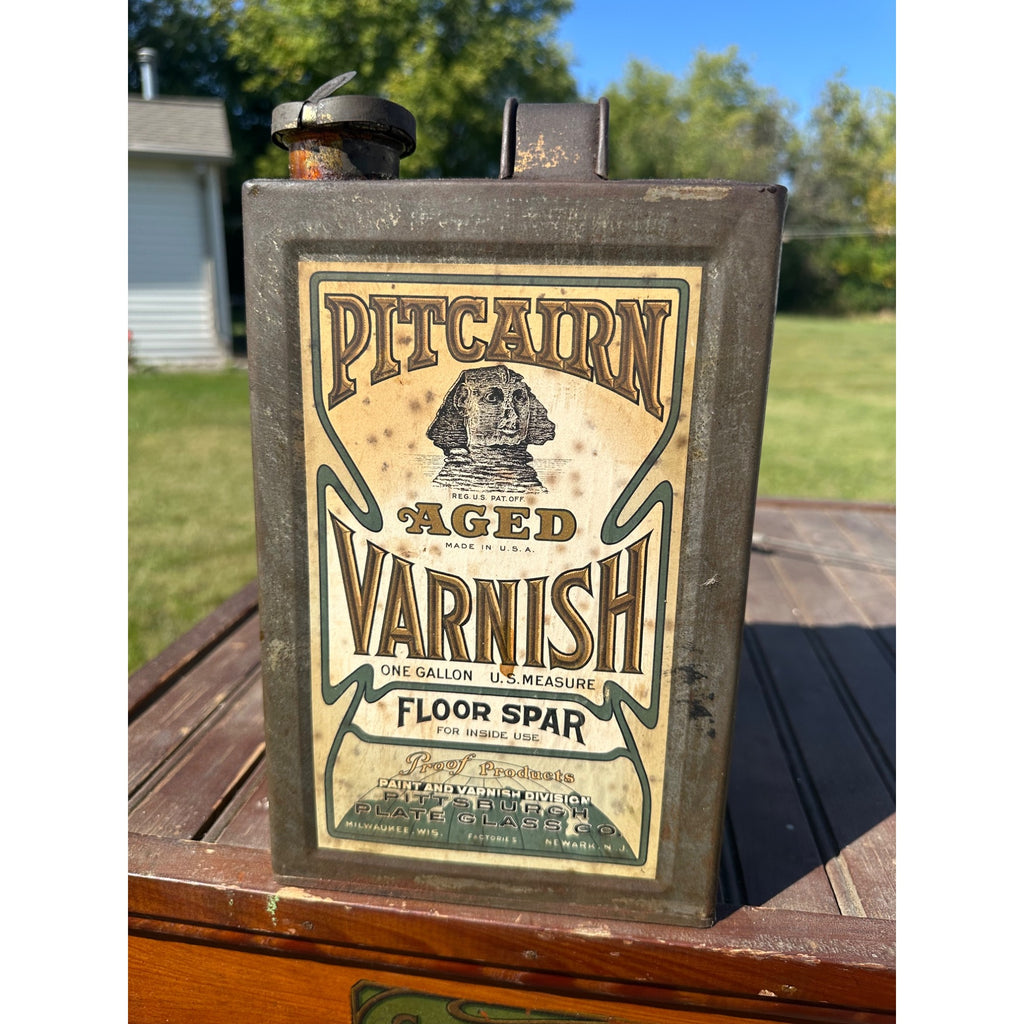 PITCAIRN
REG. U.S. PAT. OFF.
AGED
MADE IN U.S.A.
VARNISH
ONE GALLON U.S. MEASURE
FLOOR SPAR
FOR INSIDE USE
Proof Products
PAINT AND VARNISH DIVISION
PITTSBURGH
PLATE GLASS CO.
MILWAUKEE, WIS. FACTORIES NEWARK, N. J.